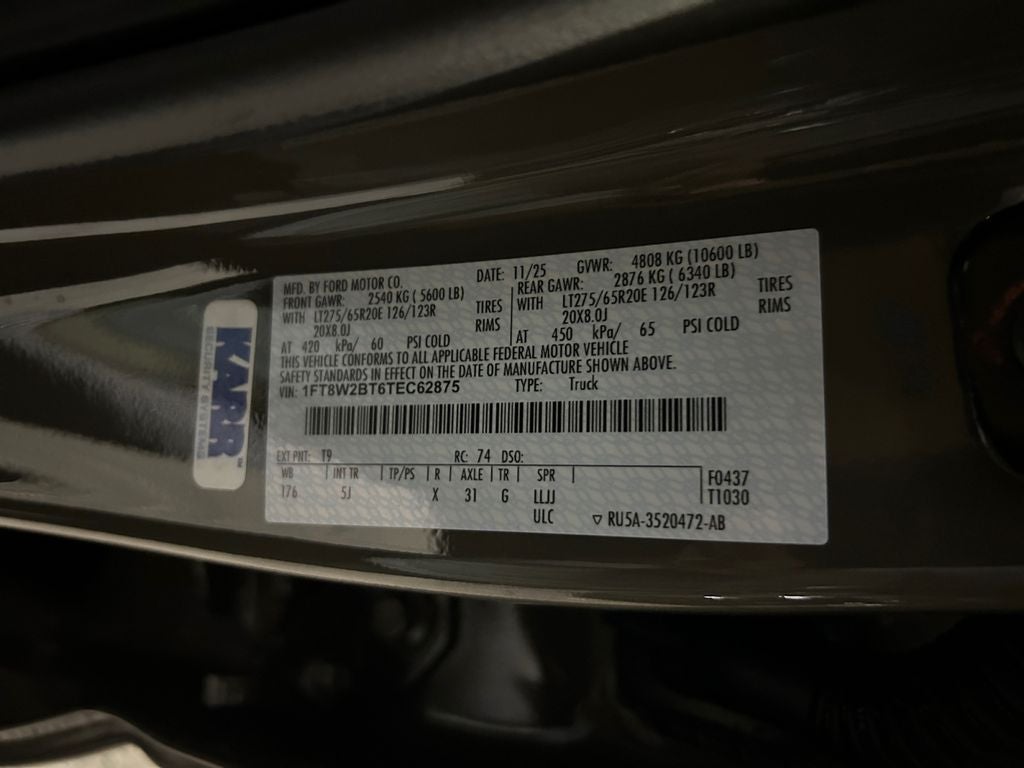 MFD. BY FORD MOTOR CO. DATE: 11/25 GVWR: 4808 KG (10600 LB)
FRONT GAWR: 2540 KG ( 5600 LB) REAR GAWR: 2876 KG ( 6340 LB)
WITH LT275/65R20E 126/123R TIRES WITH LT275/65R20E 126/123R TIRES
20X8.0J RIMS 20X8.0J RIMS
AT 420 kPa/ 60 PSI COLD AT 450 kPa/ 65 PSI COLD
THIS VEHICLE CONFORMS TO ALL APPLICABLE FEDERAL MOTOR VEHICLE
SAFETY STANDARDS IN EFFECT ON THE DATE OF MANUFACTURE SHOWN ABOVE.
VIN: 1FT8W2BT6TEC62875 TYPE: Truck
EXT PNT: T9 RC: 74 DSO:
WB INT TR TP/PS R AXLE TR SPR F0437
176 5J X 31 G LLJJ T1030
ULC ▽ RU5A-3520472-AB
KARR™
SECURITY SYSTEMS